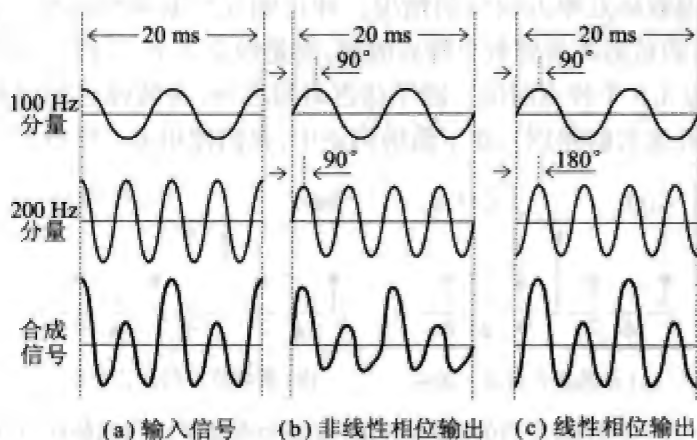 20 ms 20 ms 20 ms
90° 90°
100 Hz
分量
90° 180°
200 Hz
分量
合成
信号
(a)输入信号 (b)非线性相位输出 (c)线性相位输出